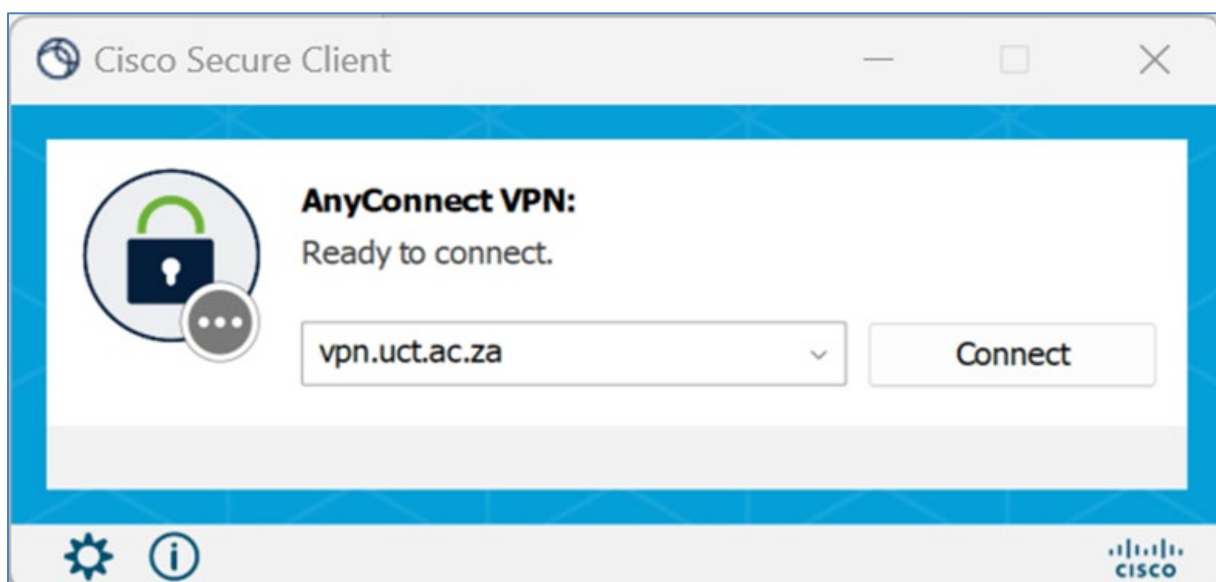 Cisco Secure Client
AnyConnect VPN:
Ready to connect.
vpn.uct.ac.za
Connect
CISCO